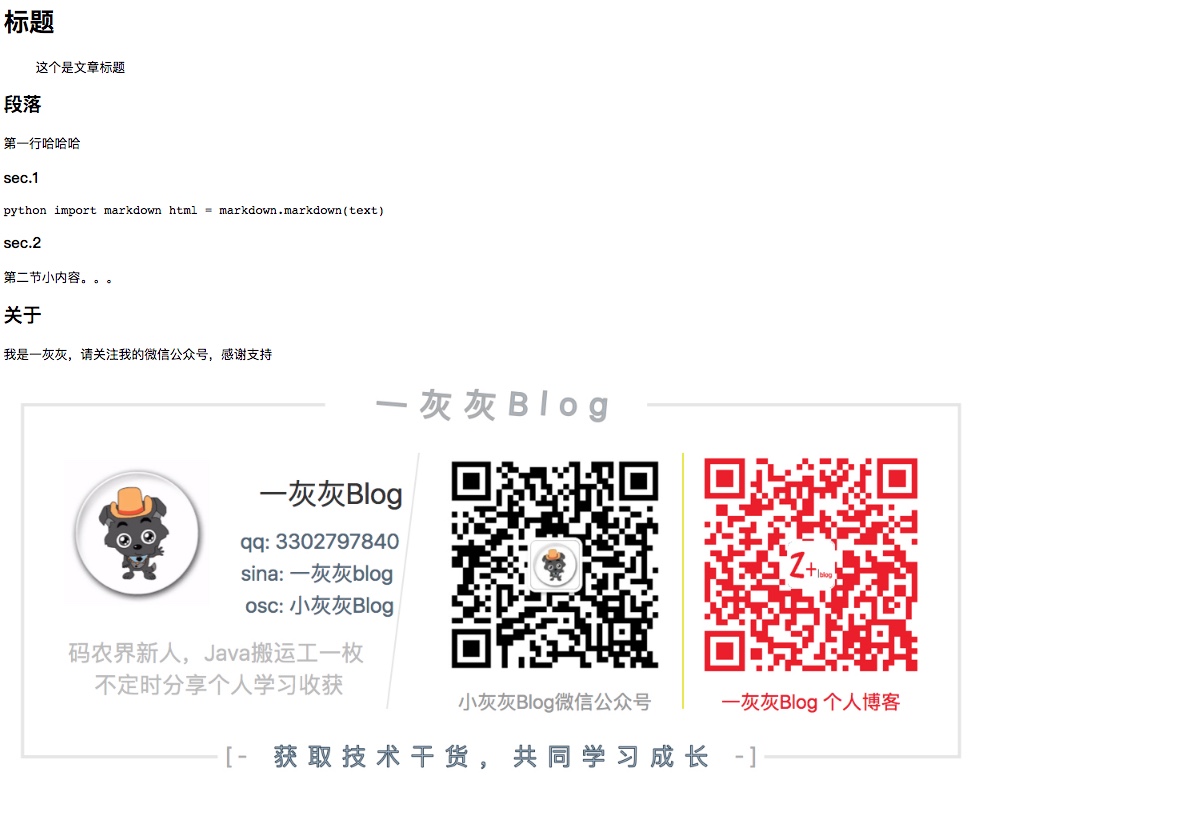 标题
这个是文章标题
段落
第一行哈哈哈
sec.1
python import markdown html = markdown.markdown(text)
sec.2
第二节小内容。。。
关于
我是一灰灰，请关注我的微信公众号，感谢支持
一灰灰Blog
一灰灰Blog
qq: 3302797840
sina: 一灰灰blog
osc: 小灰灰Blog
码农界新人，Java搬运工一枚
不定时分享个人学习收获
Z+|blog
小灰灰Blog微信公众号
一灰灰Blog 个人博客
[- 获取技术干货，共同学习成长 -]